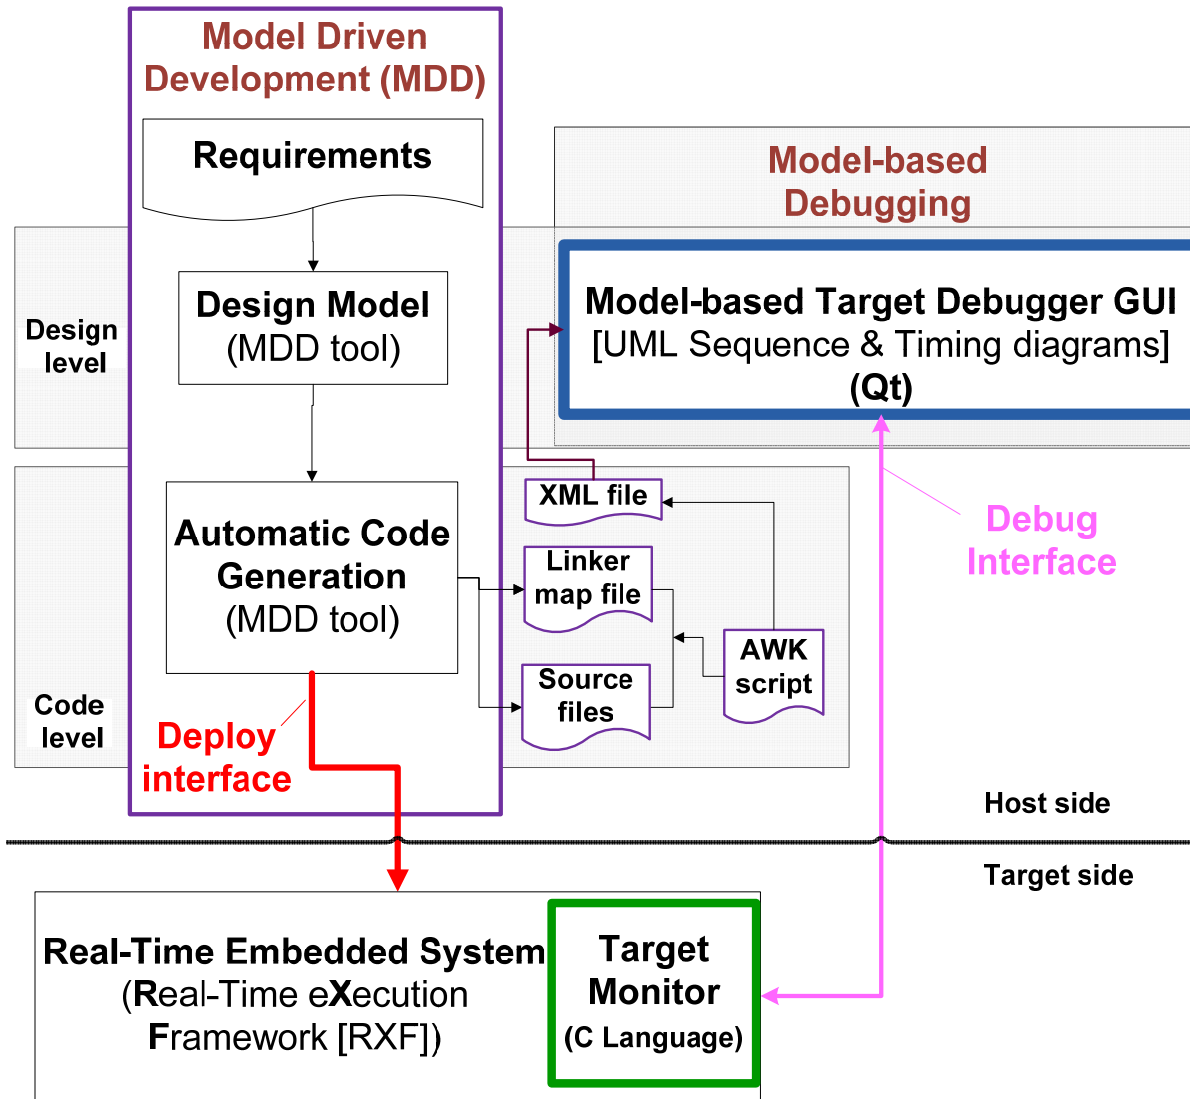 Model Driven
Development (MDD)
Requirements
Model-based
Debugging
Design
level
Design Model
(MDD tool)
Model-based Target Debugger GUI
[UML Sequence & Timing diagrams]
(Qt)
Automatic Code
Generation
(MDD tool)
XML file
Linker
map file
Source
files
AWK
script
Debug
Interface
Code
level
Deploy
interface
Host side
Target side
Real-Time Embedded System
(Real-Time eXecution
Framework [RXF])
Target
Monitor
(C Language)